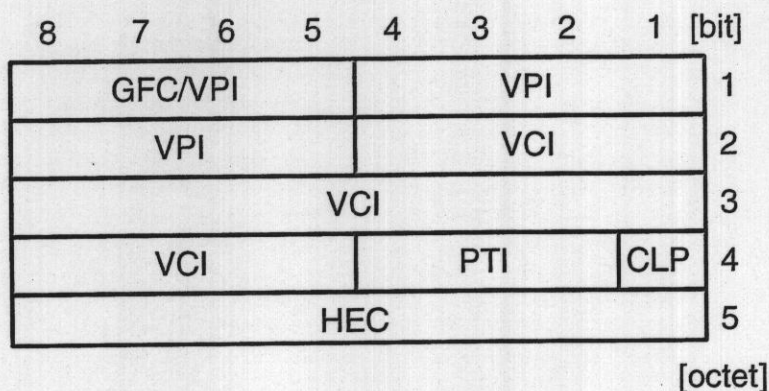 8 7 6 5 4 3 2 1 [bit]
GFC/VPI VPI 1
VPI VCI 2
VCI 3
VCI PTI CLP 4
HEC 5
[octet]